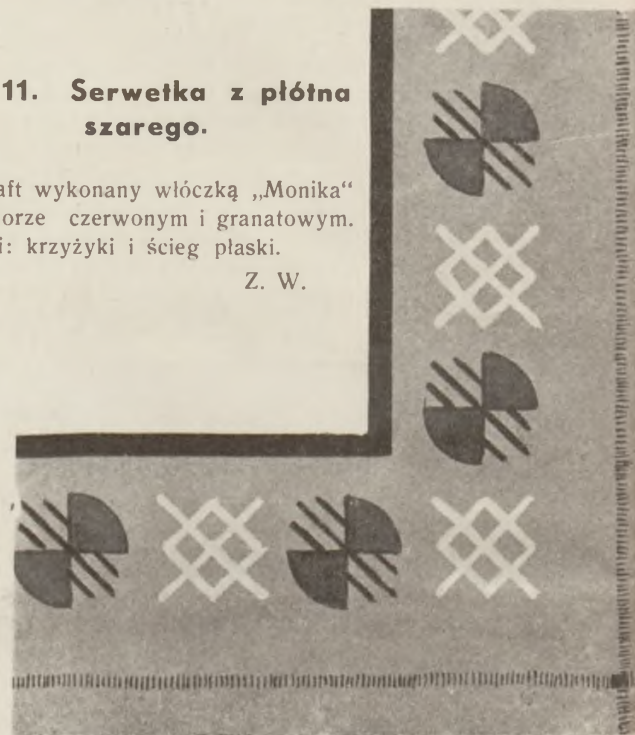 11. Serwetka z płótna
szarego.
aft wykonany włóczką „Monika“
orze czerwonym i granatowym.
i: krzyżyki i ścieg płaski.
Z. W.